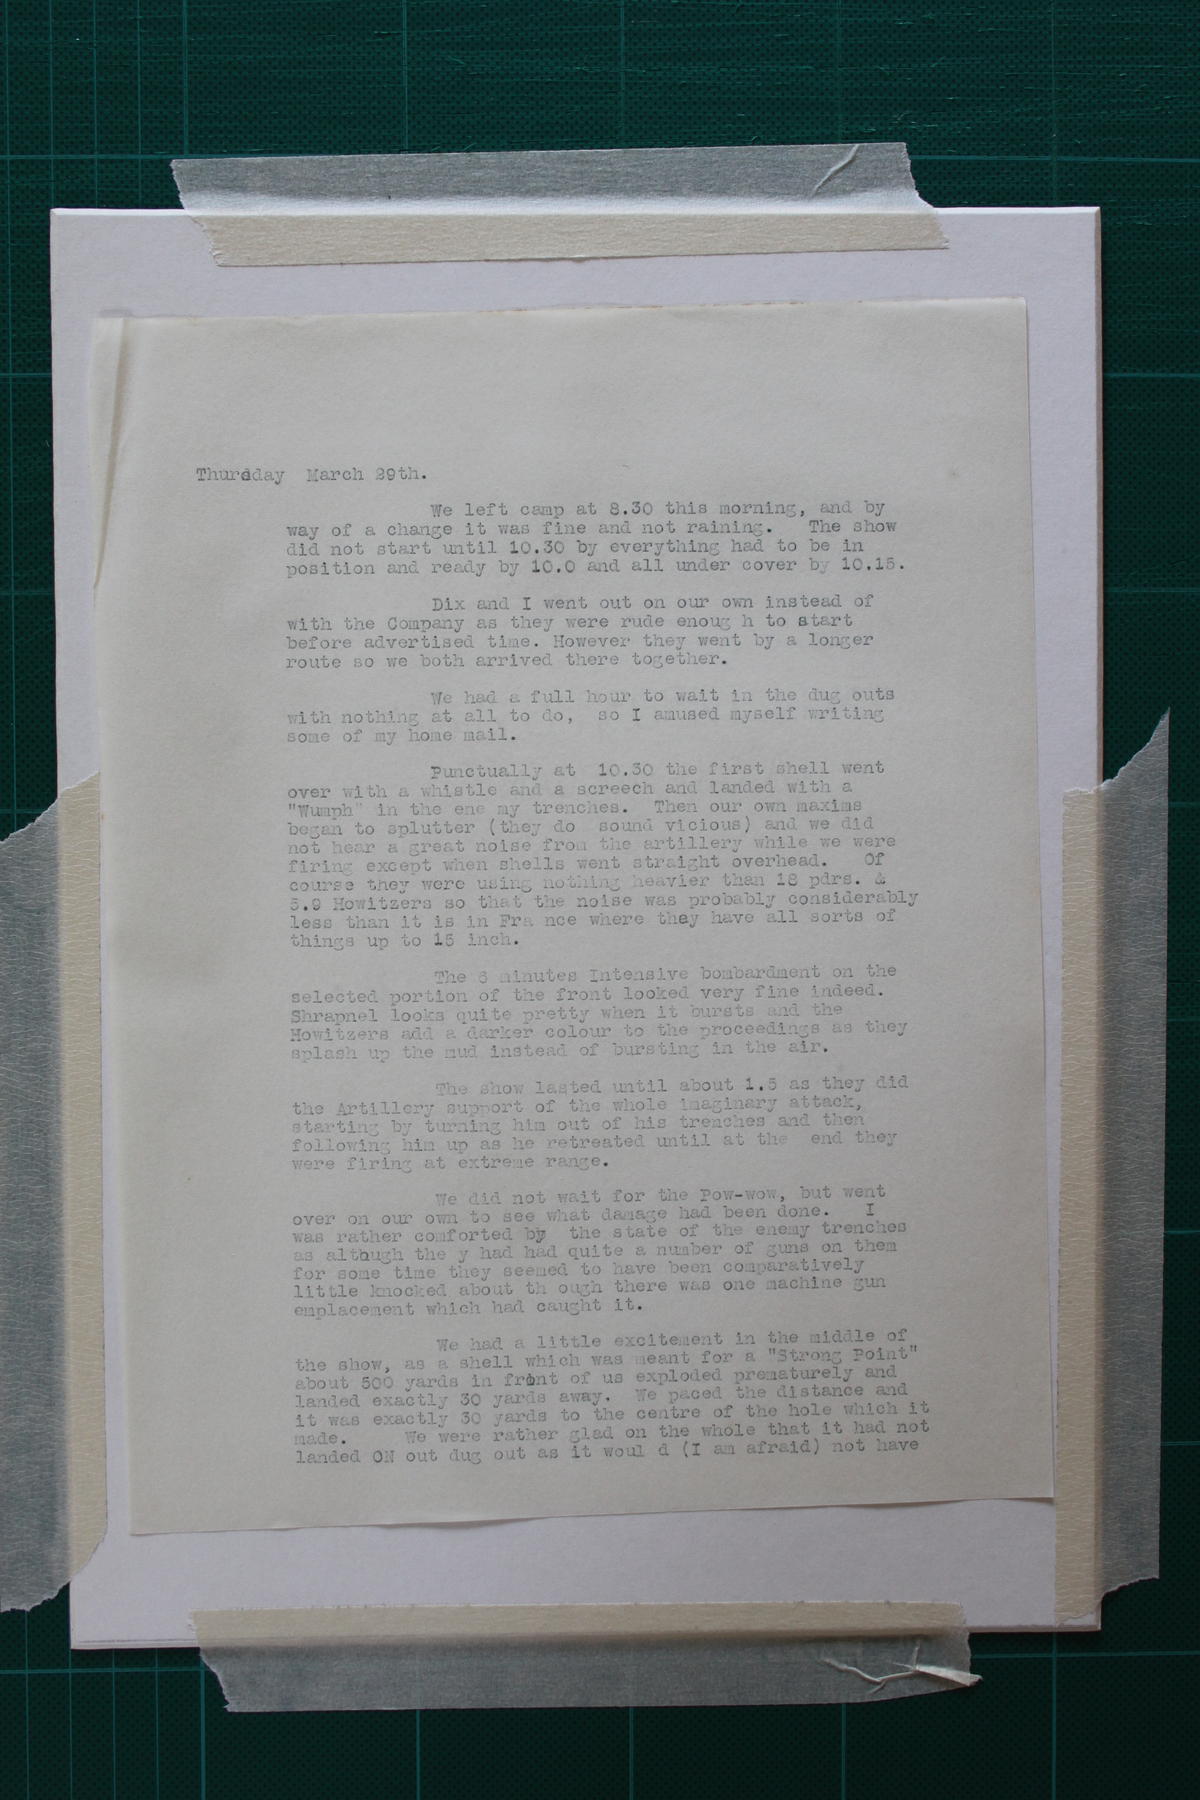 Thursday  March 29th.
We left camp at 8.30 this morning, and by
way of a change it was fine and not raining.   The show
did not start until 10.30 by everything had to be in
position and ready by 10.0 and all under cover by 10.15.
Dix and I went out on our own instead of
with the Company as they were rude enoug h to start
before advertised time. However they went by a longer
route so we both arrived there together.
We had a full hour to wait in the dug outs
with nothing at all to do,  so I amused myself writing
some of my home mail.
Punctually at  10.30 the first shell went
over with a whistle and a screech and landed with a
"Wumph" in the ene my trenches.  Then our own maxims
began to splutter (they do  sound vicious) and we did
not hear a great noise from the artillery while we were
firing except when shells went straight overhead.   Of
course they were using nothing heavier than 18 pdrs. &
5.9 Howitzers so that the noise was probably considerably
less than it is in Fra nce where they have all sorts of
things up to 15 inch.
The 6 minutes Intensive bombardment on the
selected portion of the front looked very fine indeed.
Shrapnel looks quite pretty when it bursts and the
Howitzers add a darker colour to the proceedings as they
splash up the mud instead of bursting in the air.
The show lasted until about 1.5 as they did
the Artillery support of the whole imaginary attack,
starting by turning him out of his trenches and then
following him up as he retreated until at the  end they
were firing at extreme range.
We did not wait for the Pow-wow, but went
over on our own to see what damage had been done.   I
was rather comforted by  the state of the enemy trenches
as although the y had had quite a number of guns on them
for some time they seemed to have been comparatively
little knocked about th ough there was one machine gun
emplacement which had caught it.
We had a little excitement in the middle of
the show, as a shell which was meant for a "Strong Point"
about 500 yards in front of us exploded prematurely and
landed exactly 30 yards away.  We paced the distance and
it was exactly 30 yards to the centre of the hole which it
made.     We were rather glad on the whole that it had not
landed ON out dug out as it woul d (I am afraid) not have